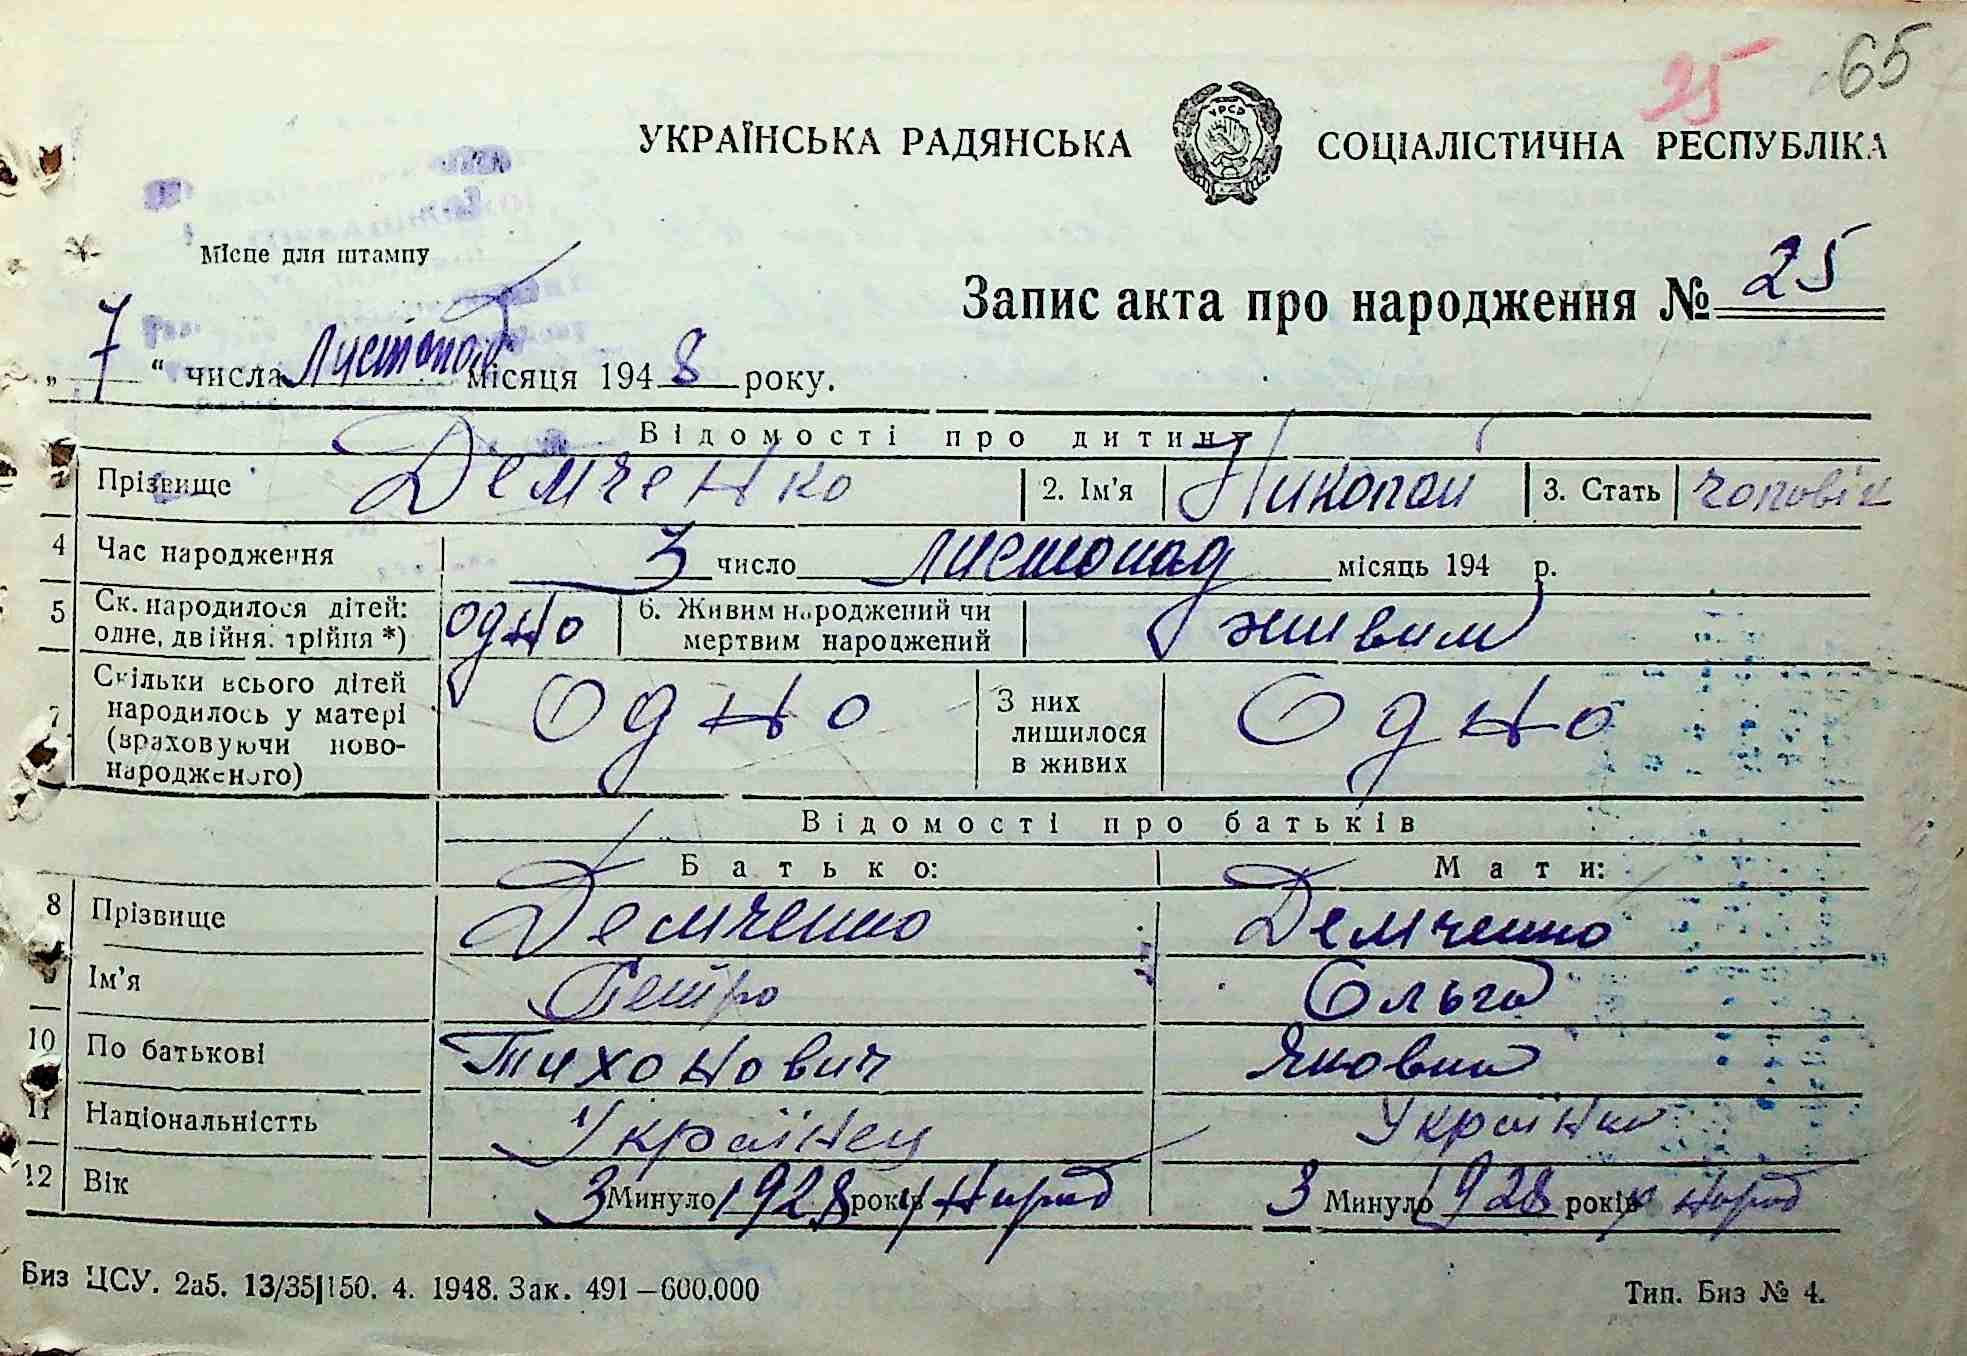 25 65
УКРАЇНСЬКА РАДЯНСЬКА УРСР СОЦІАЛІСТИЧНА РЕСПУБЛІКА
Місце для штампу
Запис акта про народження № 25
„ 7 “ числа листопад місяця 1948 року.
Відомості про дитину
1 Прізвище Демченко 2. Ім’я Николай 3. Стать чоловік
4 Час народження 3 число листопад місяць 194 р.
5 Ск. народилося дітей: одне, двійня, трійня *) одно 6. Живим народжений чи мертвим народжений живим
7 Скільки всього дітей народилось у матері (враховуючи новонародженого) Одно З них лишилося в живих Одно
Відомості про батьків
Батько: Мати:
8 Прізвище Демченко Демченко
9 Ім’я Петро Ольга
10 По батькові Тихонович Яковна
11 Національністть Українец Українка
12 Вік З Минуло 1928 років народ З Минуло 1928 років народ
Биз ЦСУ. 2а5. 13/35|150. 4. 1948. Зак. 491—600.000 Тип. Биз № 4.